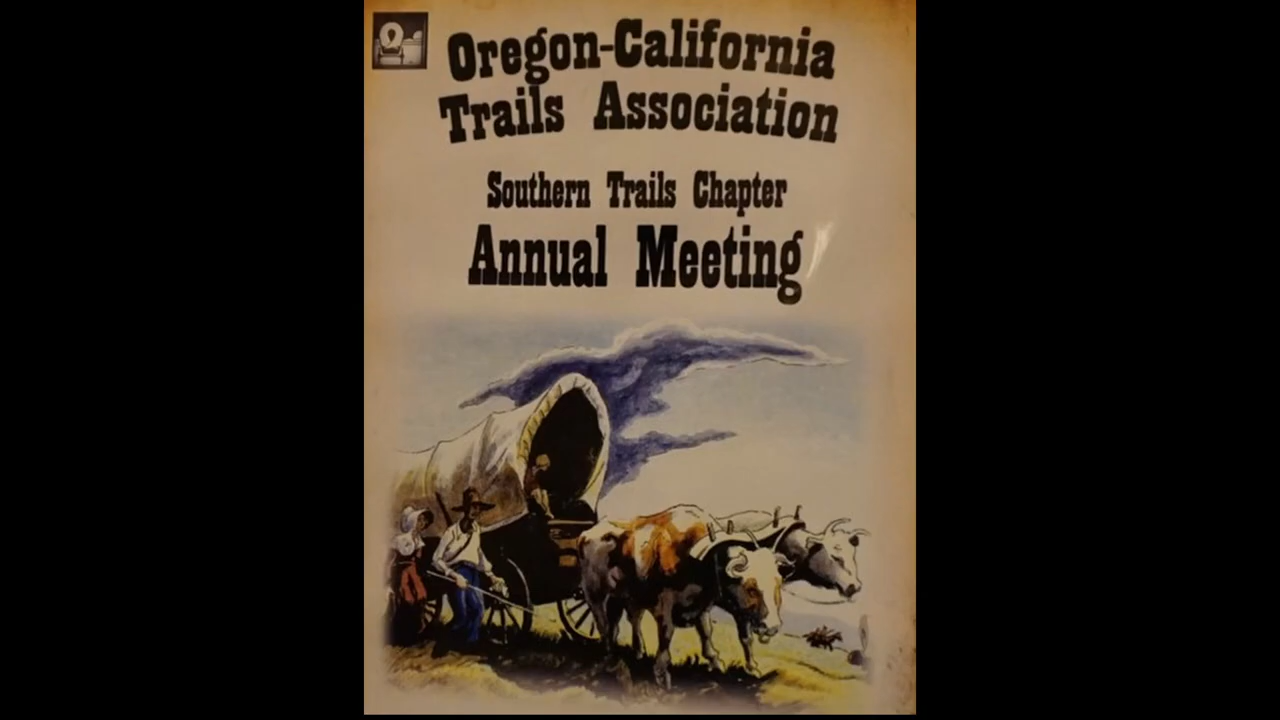 Oregon-California
Trails Association
Southern Trails Chapter
Annual Meeting